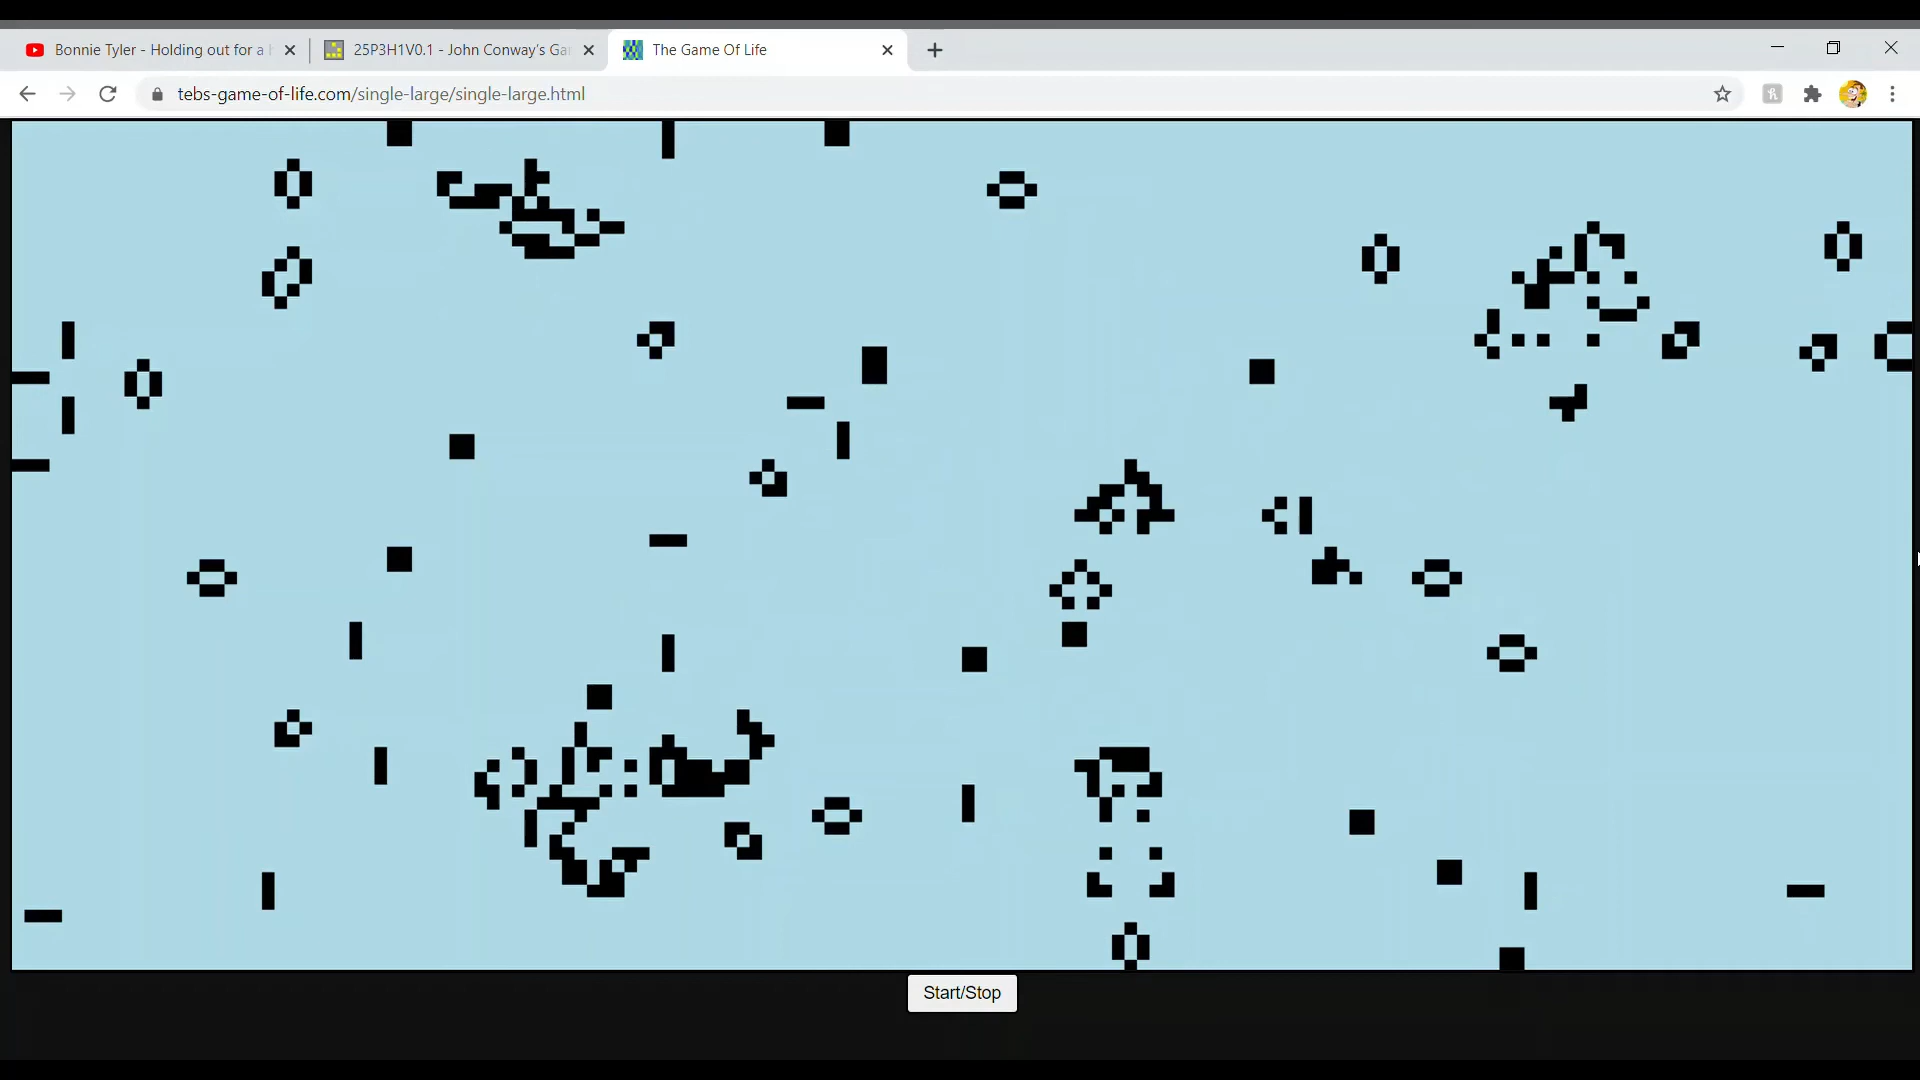 Bonnie Tyler - Holding out for a h
25P3H1V0.1 - John Conway's Ga
The Game Of Life
tebs-game-of-life.com/single-large/single-large.html
Start/Stop